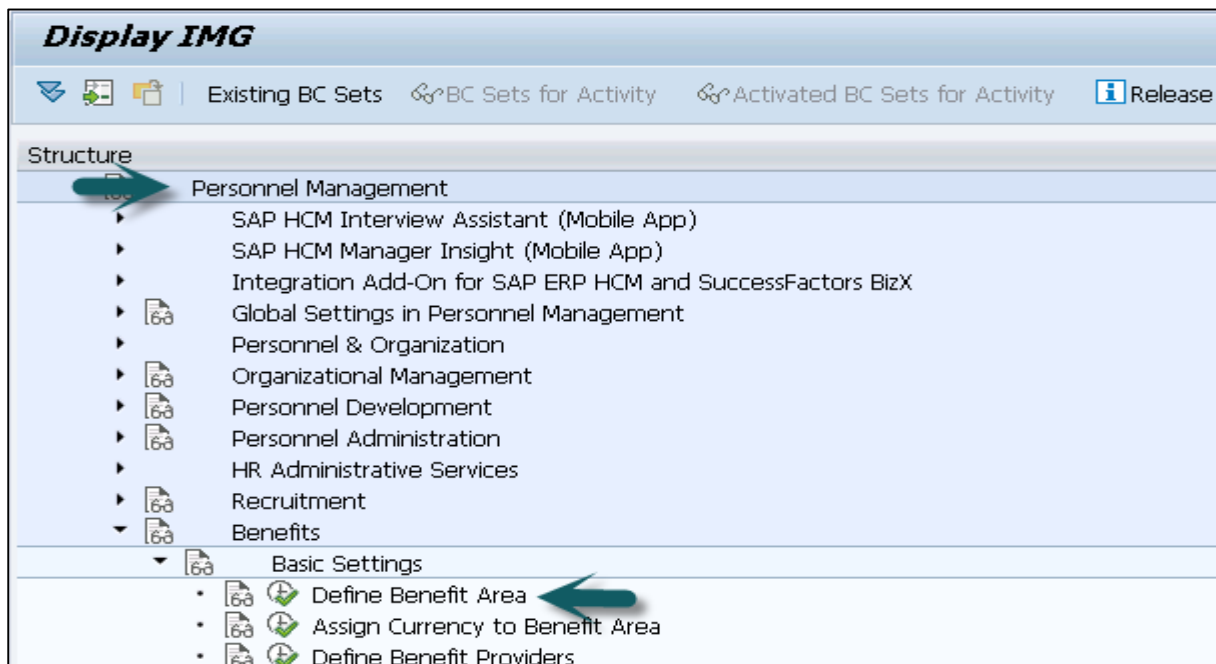 Display IMG
Existing BC Sets BC Sets for Activity Activated BC Sets for Activity Release
Structure
Personnel Management
SAP HCM Interview Assistant (Mobile App)
SAP HCM Manager Insight (Mobile App)
Integration Add-On for SAP ERP HCM and SuccessFactors BizX
Global Settings in Personnel Management
Personnel & Organization
Organizational Management
Personnel Development
Personnel Administration
HR Administrative Services
Recruitment
Benefits
Basic Settings
Define Benefit Area
Assign Currency to Benefit Area
Define Benefit Providers